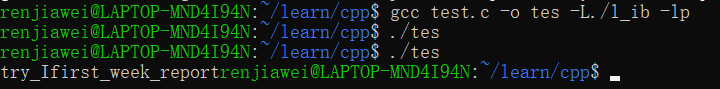 renjiawei@LAPTOP-MND4I94N:~/learn/cpp$ gcc test.c -o tes -L./l_ib -lp
renjiawei@LAPTOP-MND4I94N:~/learn/cpp$ ./tes
renjiawei@LAPTOP-MND4I94N:~/learn/cpp$ ./tes
try_Ifirst_week_reportrenjiawei@LAPTOP-MND4I94N:~/learn/cpp$